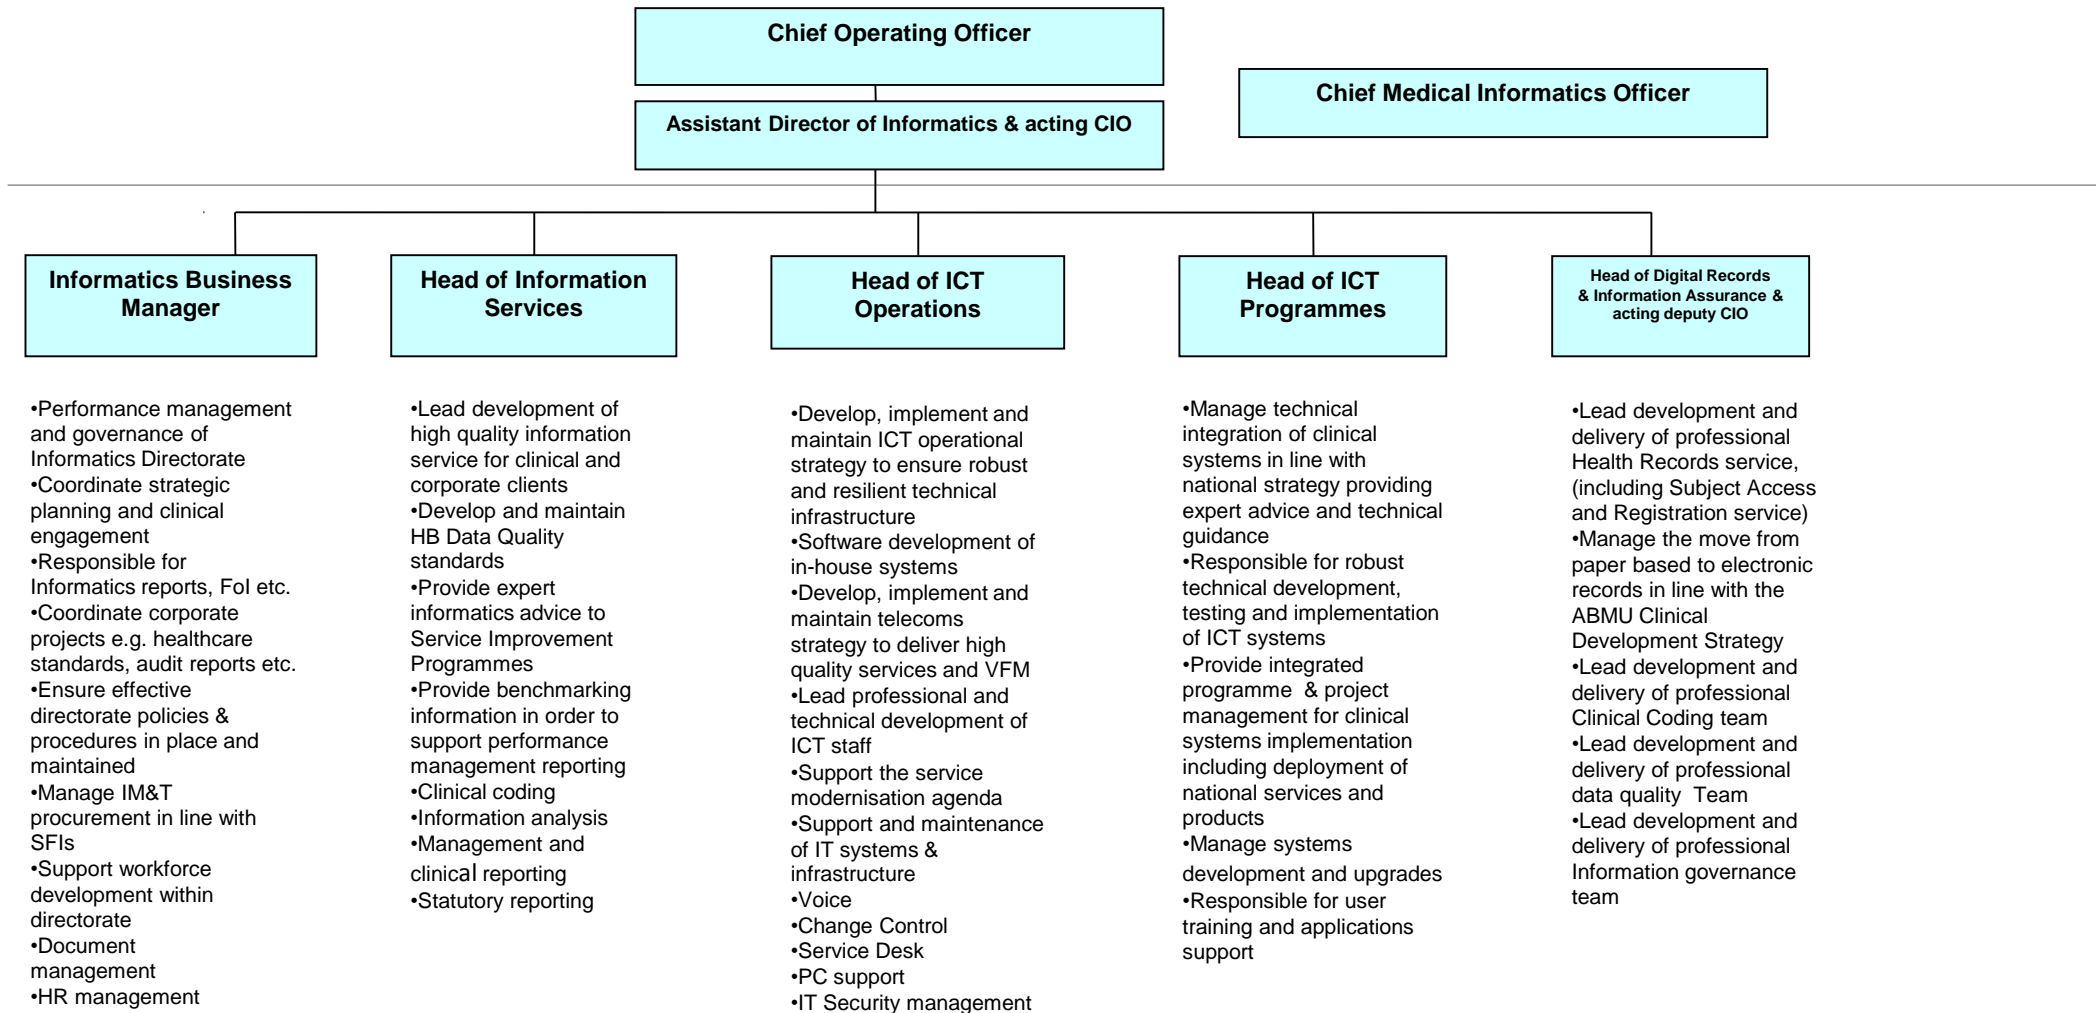 Chief Operating Officer
Chief Medical Informatics Officer
Assistant Director of Informatics & acting CIO
Informatics Business
Manager
•Performance management
and governance of
Informatics Directorate
•Coordinate strategic
planning and clinical
engagement
•Responsible for
Informatics reports, FoI etc.
•Coordinate corporate
projects e.g. healthcare
standards, audit reports etc.
•Ensure effective
directorate policies &
procedures in place and
maintained
•Manage IM&T
procurement in line with
SFIs
•Support workforce
development within
directorate
•Document
management
•HR management
Head of Information
Services
•Lead development of
high quality information
service for clinical and
corporate clients
•Develop and maintain
HB Data Quality
standards
•Provide expert
informatics advice to
Service Improvement
Programmes
•Provide benchmarking
information in order to
support performance
management reporting
•Clinical coding
•Information analysis
•Management and
clinical reporting
•Statutory reporting
Head of ICT
Operations
•Develop, implement and
maintain ICT operational
strategy to ensure robust
and resilient technical
infrastructure
•Software development of
in-house systems
•Develop, implement and
maintain telecoms
strategy to deliver high
quality services and VFM
•Lead professional and
technical development of
ICT staff
•Support the service
modernisation agenda
•Support and maintenance
of IT systems &
infrastructure
•Voice
•Change Control
•Service Desk
•PC support
•IT Security management
Head of ICT
Programmes
•Manage technical
integration of clinical
systems in line with
national strategy providing
expert advice and technical
guidance
•Responsible for robust
technical development,
testing and implementation
of ICT systems
•Provide integrated
programme & project
management for clinical
systems implementation
including deployment of
national services and
products
•Manage systems
development and upgrades
•Responsible for user
training and applications
support
Head of Digital Records
& Information Assurance &
acting deputy CIO
•Lead development and
delivery of professional
Health Records service,
(including Subject Access
and Registration service)
•Manage the move from
paper based to electronic
records in line with the
ABMU Clinical
Development Strategy
•Lead development and
delivery of professional
Clinical Coding team
•Lead development and
delivery of professional
data quality Team
•Lead development and
delivery of professional
Information governance
team